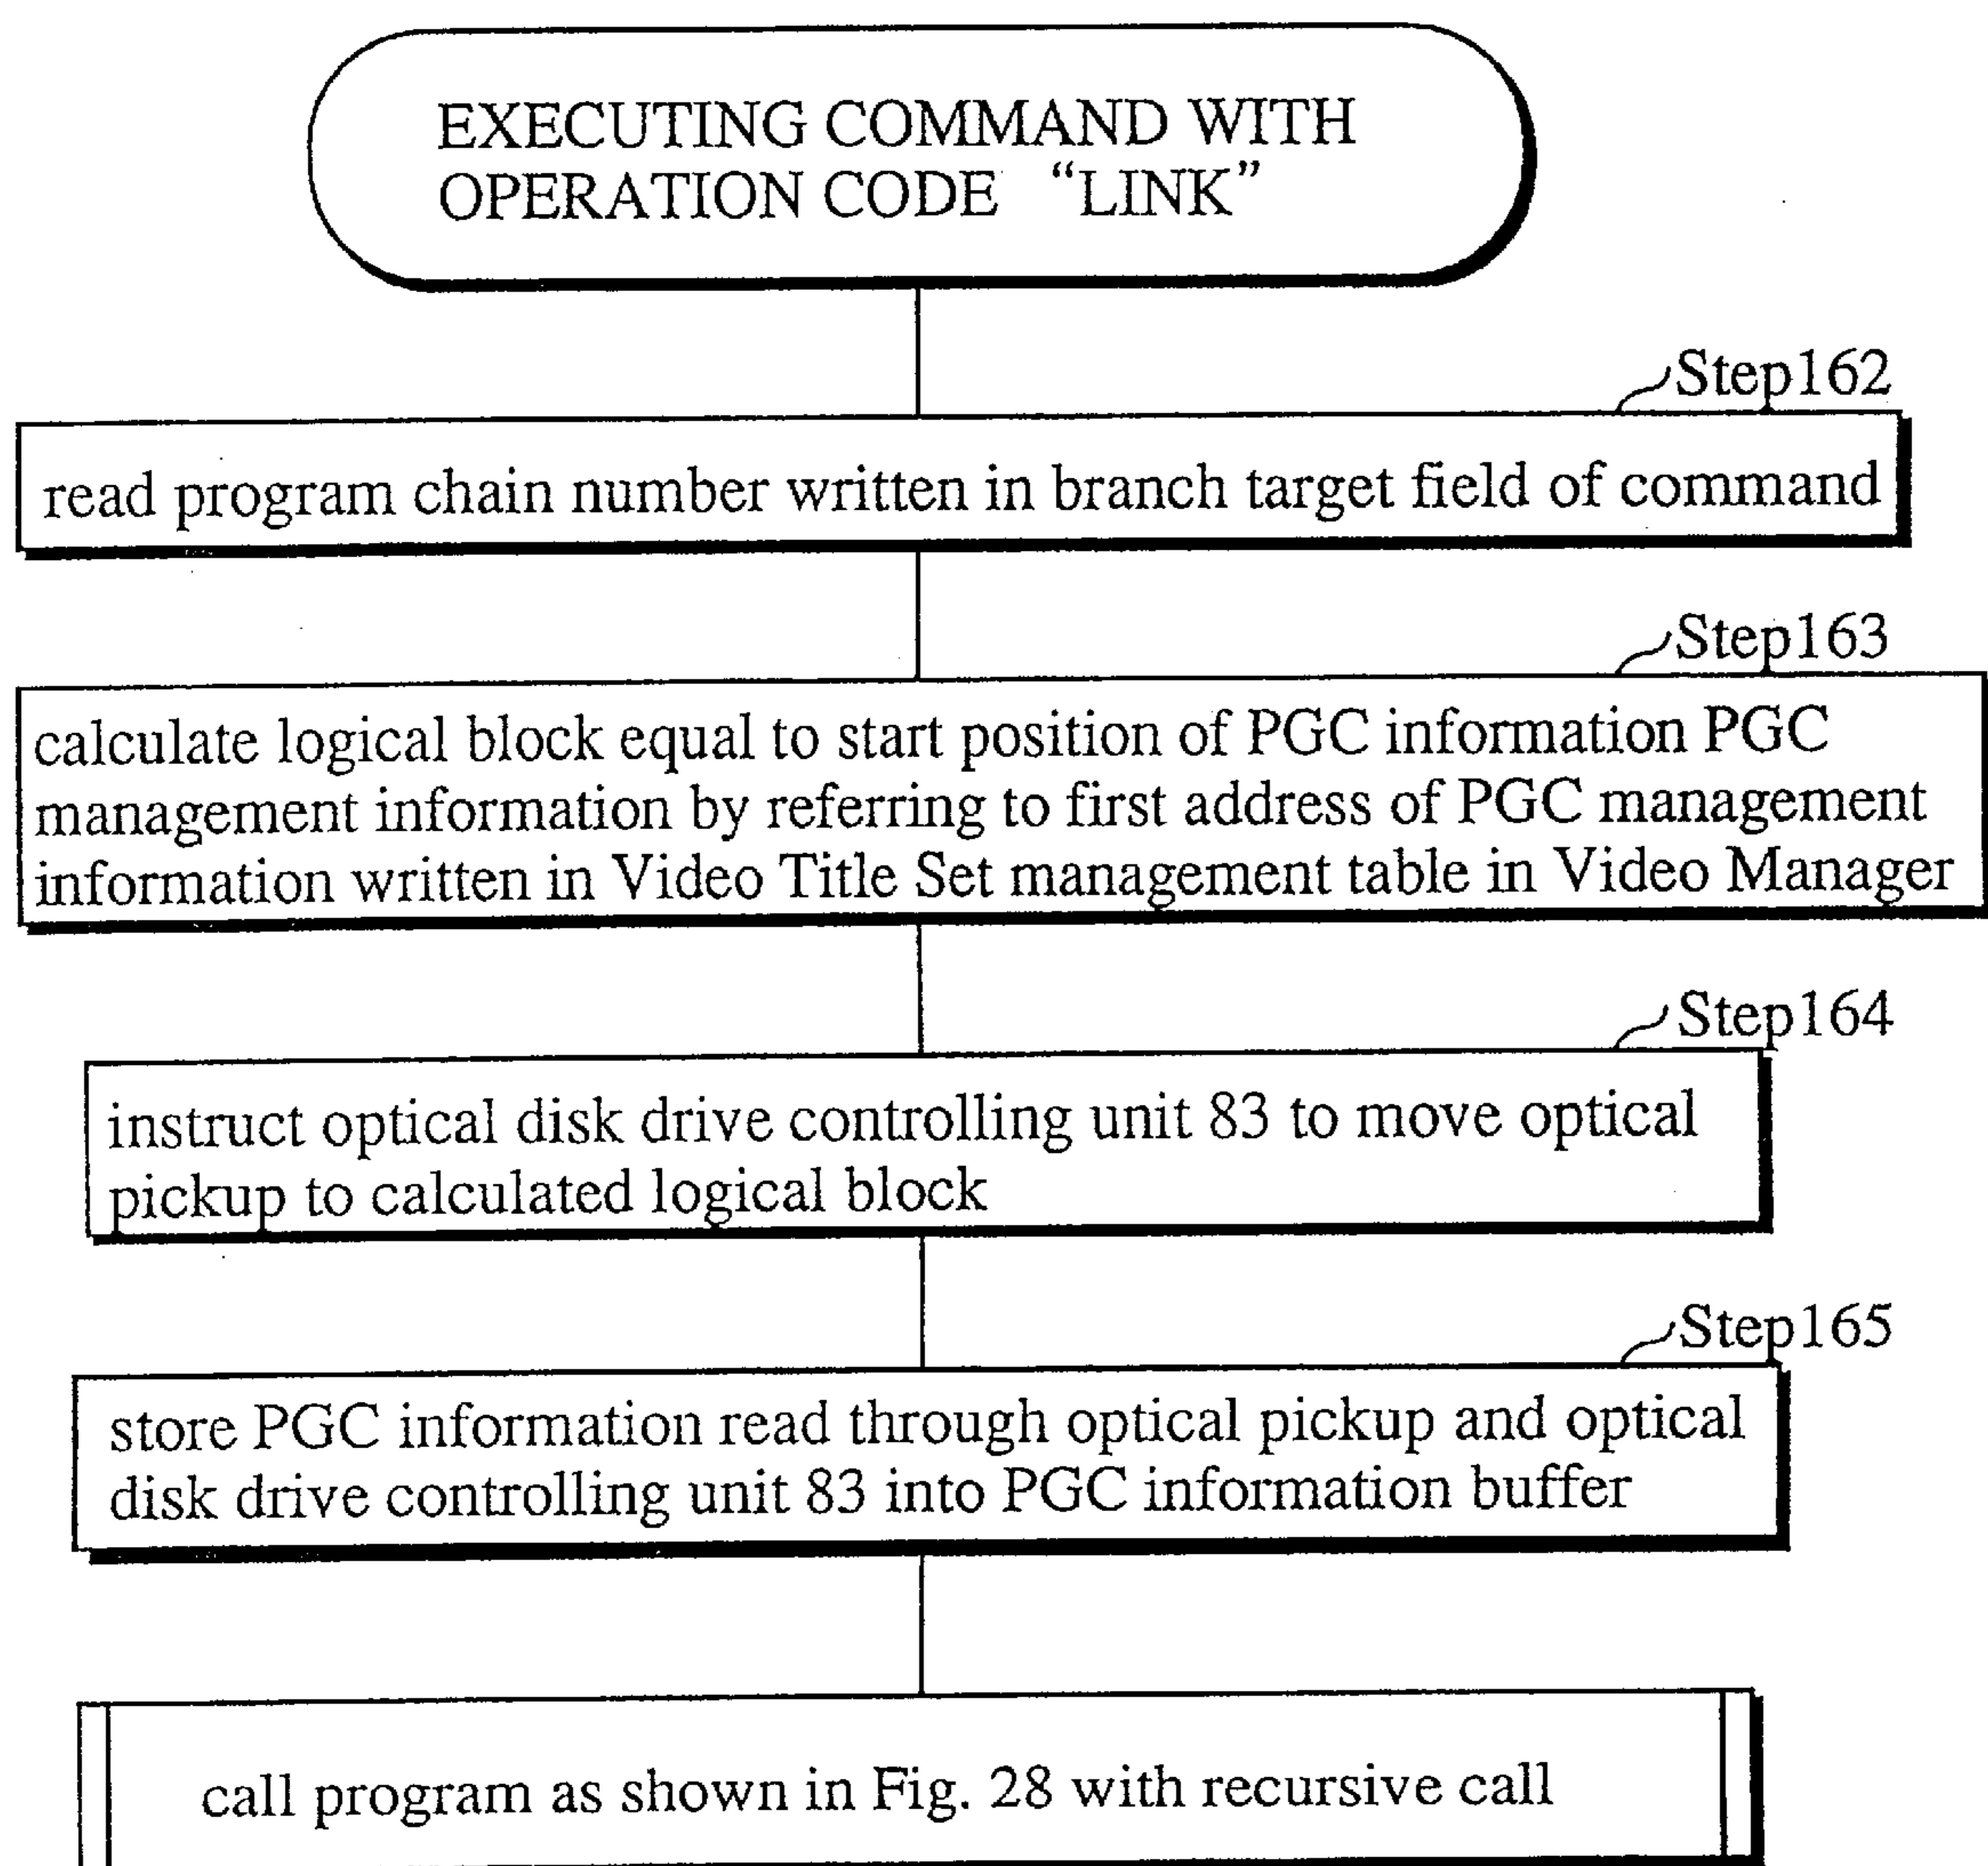 EXECUTING COMMAND WITH
OPERATION CODE “LINK”
Step162
read program chain number written in branch target field of command
Step163
calculate logical block equal to start position of PGC information PGC
management information by referring to first address of PGC management
information written in Video Title Set management table in Video Manager
Step164
instruct optical disk drive controlling unit 83 to move optical
pickup to calculated logical block
Step165
store PGC information read through optical pickup and optical
disk drive controlling unit 83 into PGC information buffer
call program as shown in Fig. 28 with recursive call